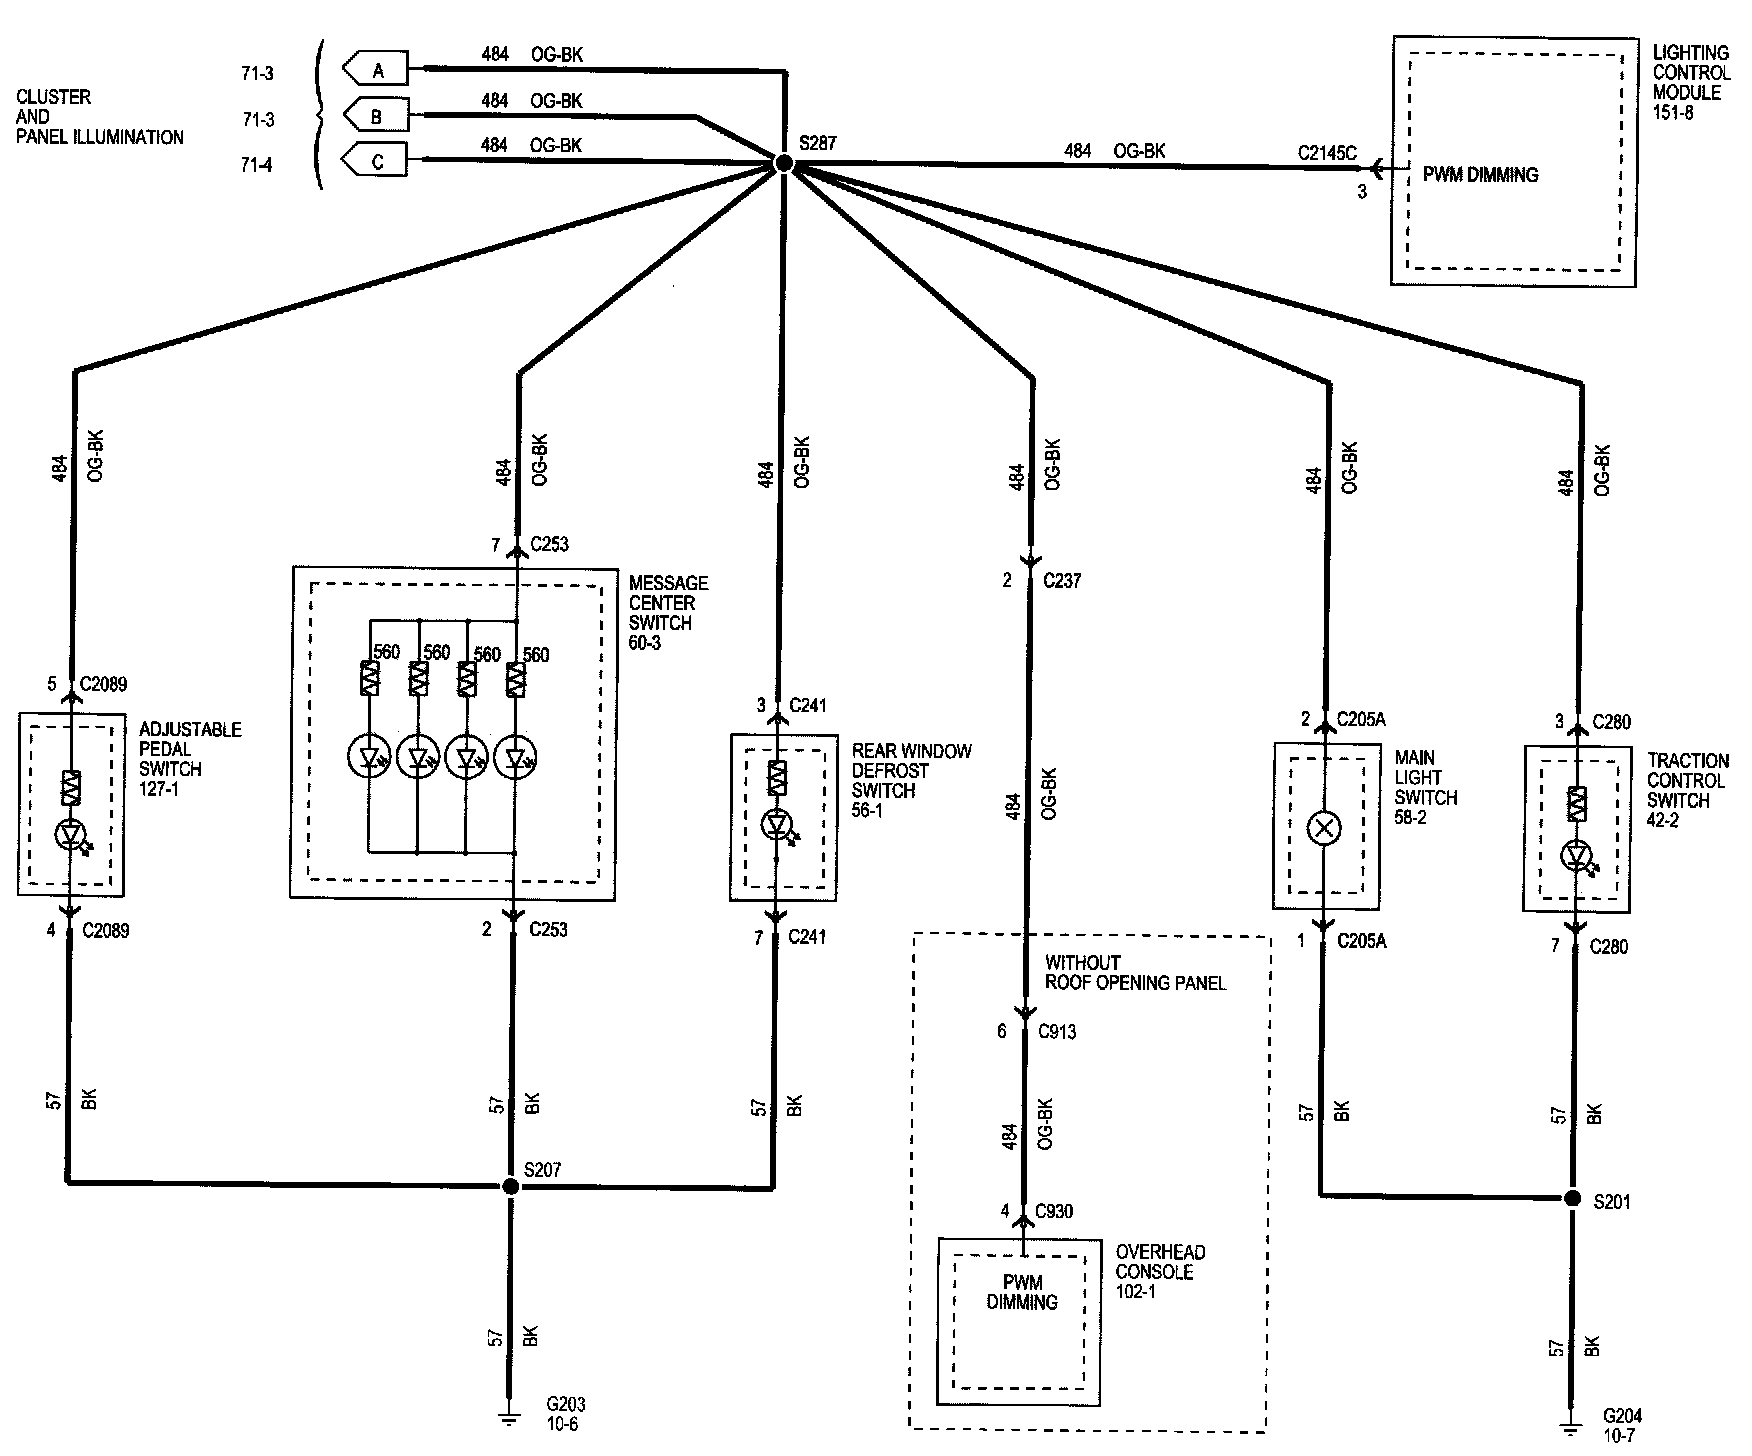 CLUSTER
AND
PANEL ILLUMINATION
71-3
A
484 OG-BK
71-3
B
484 OG-BK
71-4
C
484 OG-BK
S287
484 OG-BK
C2145C
3
PWM DIMMING
LIGHTING
CONTROL
MODULE
151-8
484
OG-BK
484
OG-BK
484
OG-BK
484
OG-BK
484
OG-BK
484
OG-BK
5 C2089
ADJUSTABLE
PEDAL
SWITCH
127-1
4 C2089
7 C253
MESSAGE
CENTER
SWITCH
60-3
560 560 560 560
2 C253
3 C241
REAR WINDOW
DEFROST
SWITCH
56-1
7 C241
2 C237
484
OG-BK
WITHOUT
ROOF OPENING PANEL
6 C913
484
OG-BK
4 C930
PWM
DIMMING
OVERHEAD
CONSOLE
102-1
2 C205A
MAIN
LIGHT
SWITCH
58-2
1 C205A
3 C280
TRACTION
CONTROL
SWITCH
42-2
7 C280
57
BK
57
BK
57
BK
57
BK
57
BK
S207
S201
57
BK
57
BK
G203
10-6
G204
10-7